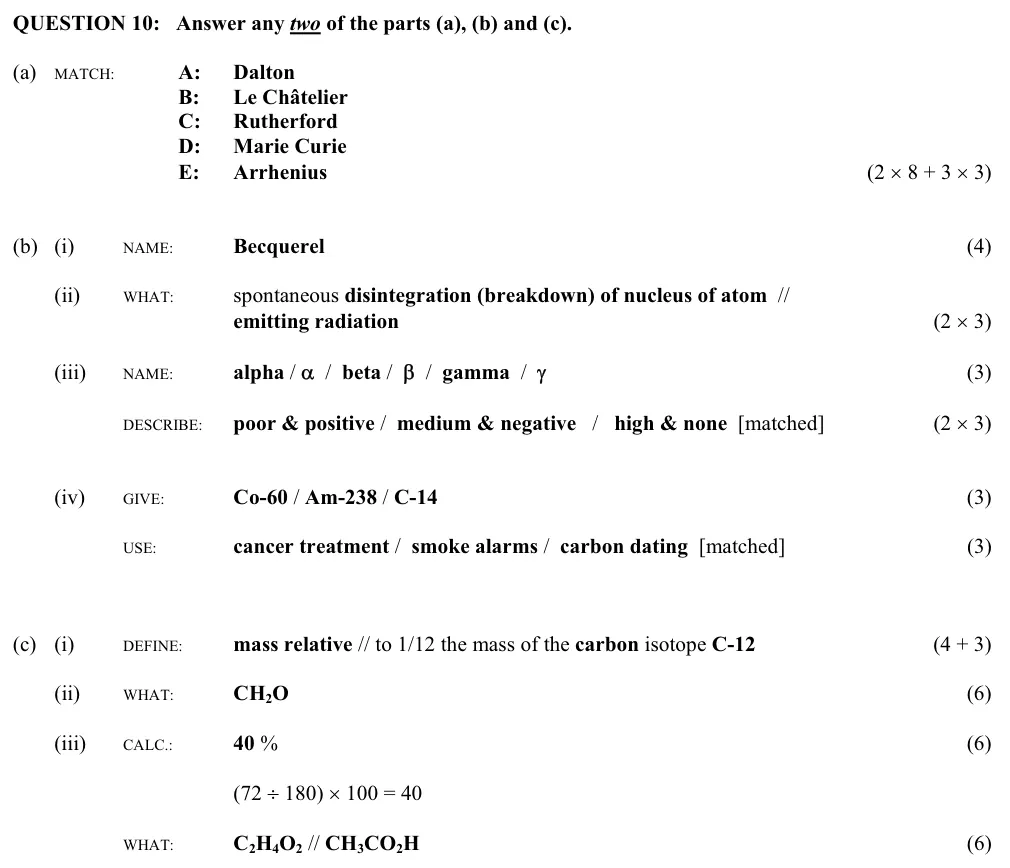 QUESTION 10: Answer any two of the parts (a), (b) and (c).
(a) MATCH: A: Dalton
B: Le Châtelier
C: Rutherford
D: Marie Curie
E: Arrhenius (2 × 8 + 3 × 3)
(b) (i) NAME: Becquerel (4)
(ii) WHAT: spontaneous disintegration (breakdown) of nucleus of atom //
emitting radiation (2 × 3)
(iii) NAME: alpha / α / beta / β / gamma / γ (3)
DESCRIBE: poor & positive / medium & negative / high & none [matched] (2 × 3)
(iv) GIVE: Co-60 / Am-238 / C-14 (3)
USE: cancer treatment / smoke alarms / carbon dating [matched] (3)
(c) (i) DEFINE: mass relative // to 1/12 the mass of the carbon isotope C-12 (4 + 3)
(ii) WHAT: CH₂O (6)
(iii) CALC.: 40 % (6)
(72 ÷ 180) × 100 = 40
WHAT: C₂H₄O₂ // CH₃CO₂H (6)